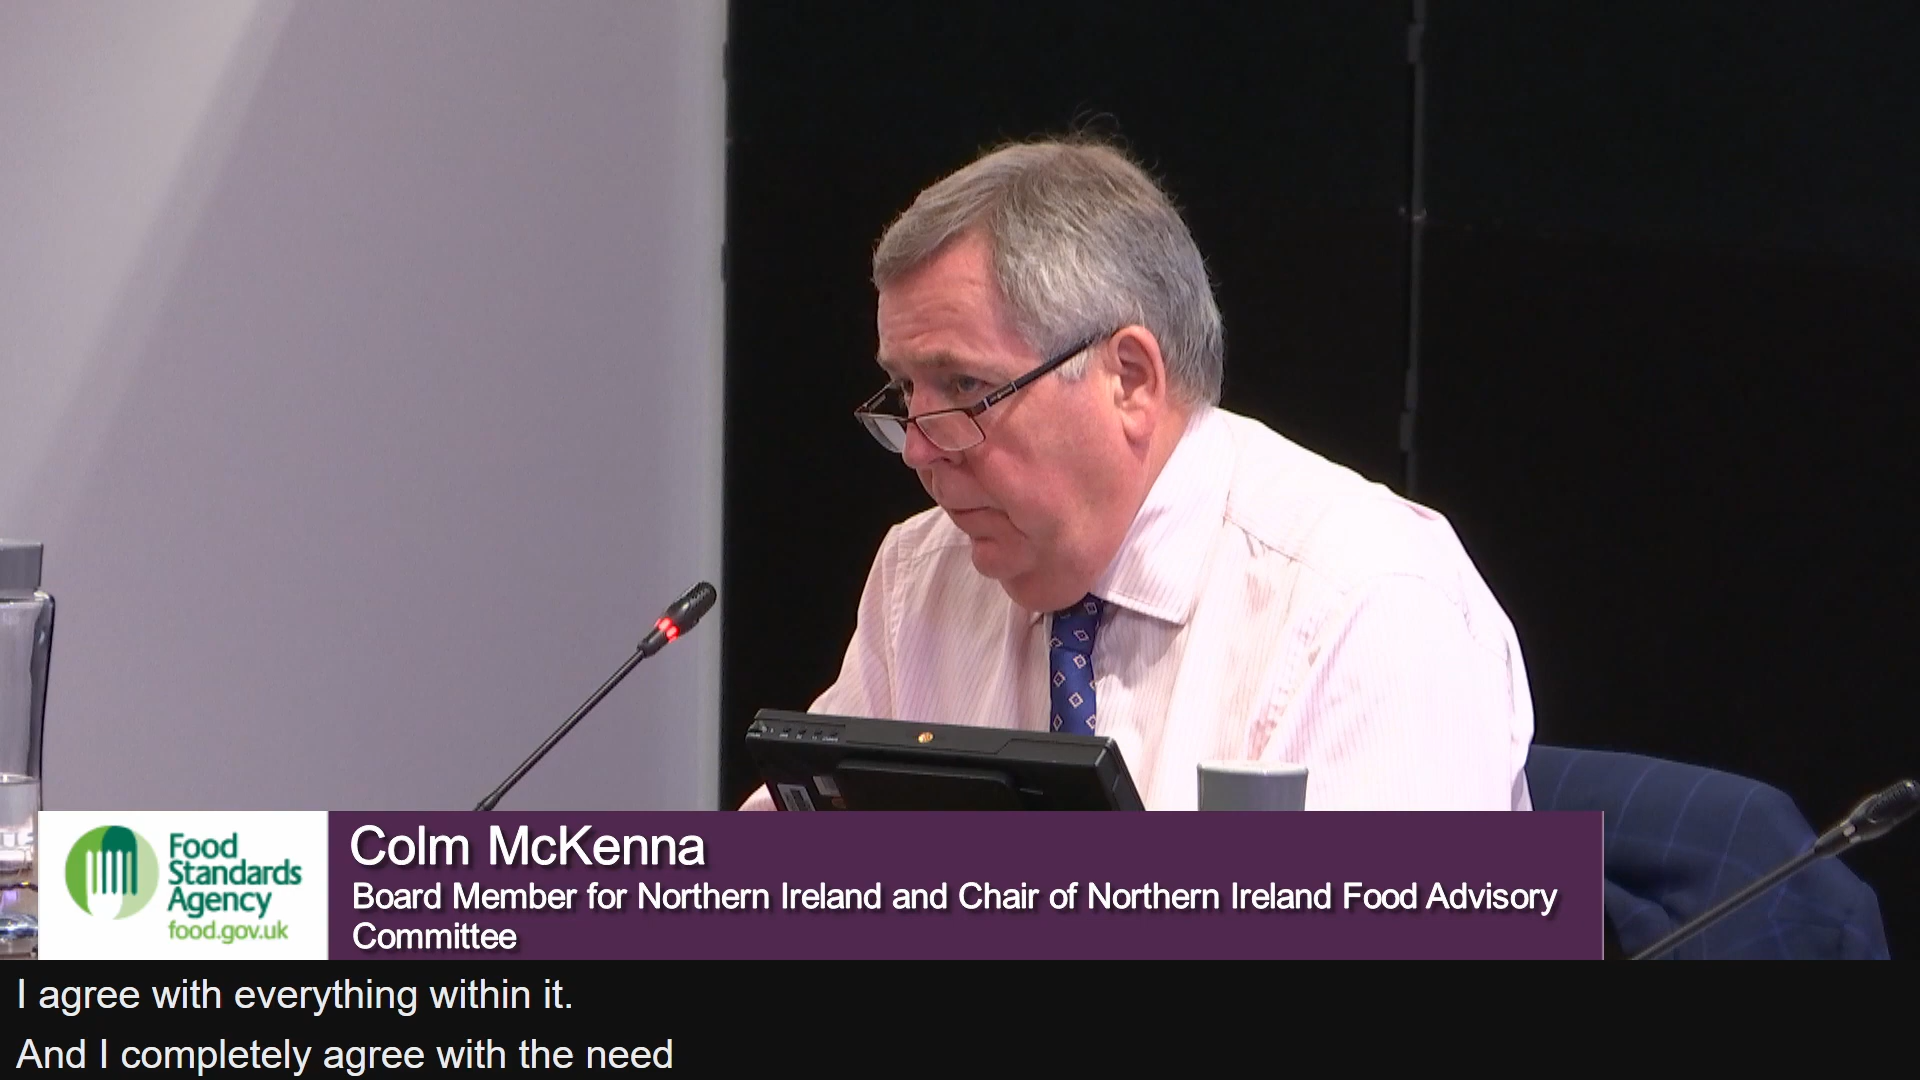 Food
Standards
Agency
food.gov.uk
Colm McKenna
Board Member for Northern Ireland and Chair of Northern Ireland Food Advisory
Committee
I agree with everything within it.
And I completely agree with the need